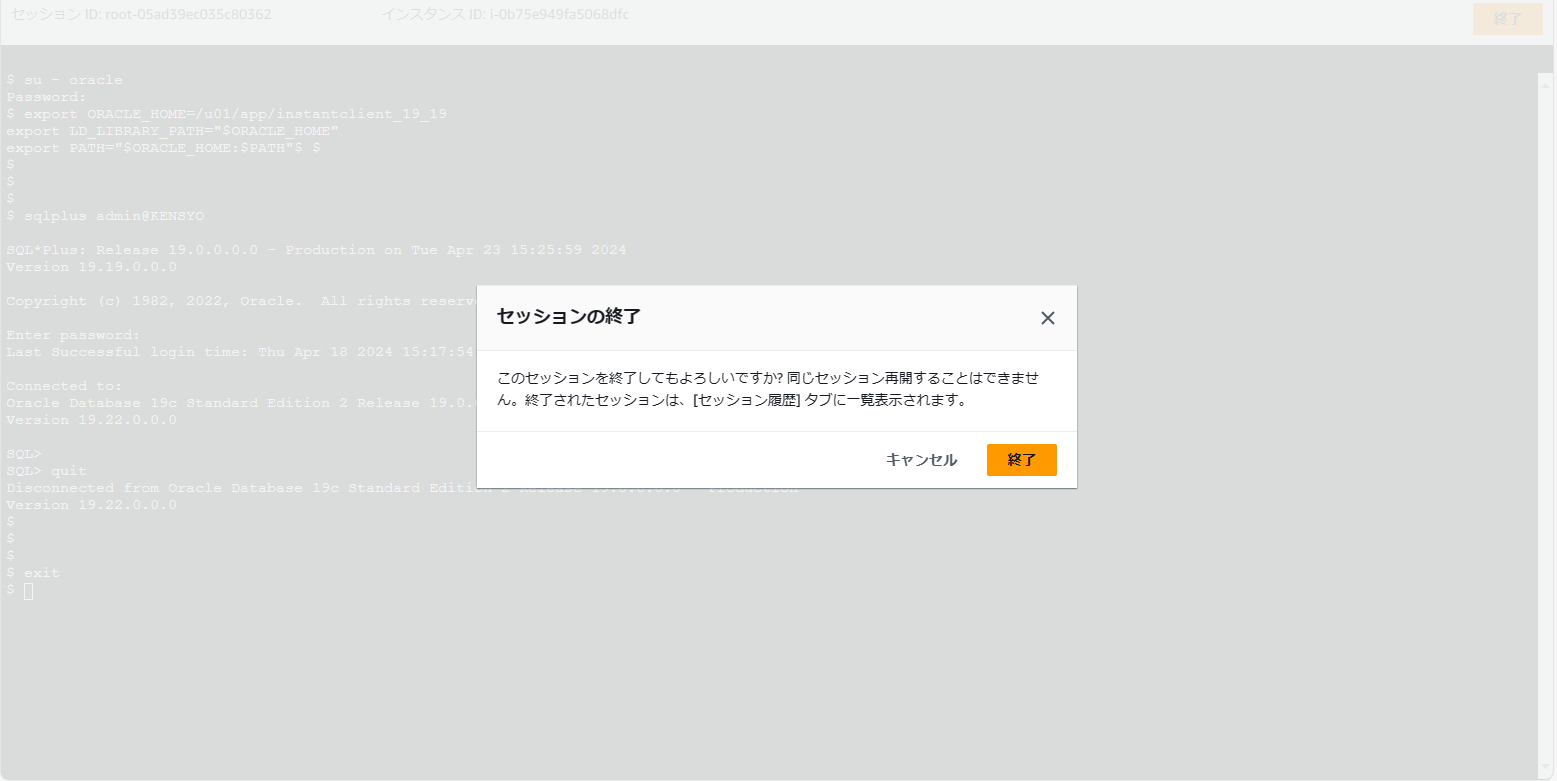 セッション ID: root-05ad39ec035c80362 インスタンス ID: i-0b75e949fa5068dfc 終了
$ su - oracle
Password:
$ export ORACLE_HOME=/u01/app/instantclient_19_19
export LD_LIBRARY_PATH="$ORACLE_HOME"
export PATH="$ORACLE_HOME:$PATH"$ $
$
$
$
$ sqlplus admin@KENSYO
SQL*Plus: Release 19.0.0.0.0 - Production on Tue Apr 23 15:25:59 2024
Version 19.19.0.0.0
Copyright (c) 1982, 2022, Oracle.  All rights reserv
Enter password:
Last Successful login time: Thu Apr 18 2024 15:17:54
Connected to:
Oracle Database 19c Standard Edition 2 Release 19.0.
Version 19.22.0.0.0
SQL>
SQL> quit
Disconnected from Oracle Database 19c Standard Edition 2 Release 19.0.0.0.0 - Production
Version 19.22.0.0.0
$
$
$
$ exit
$
セッションの終了
このセッションを終了してもよろしいですか? 同じセッション再開することはできませ
ん。終了されたセッションは、[セッション履歴] タブに一覧表示されます。
キャンセル 終了